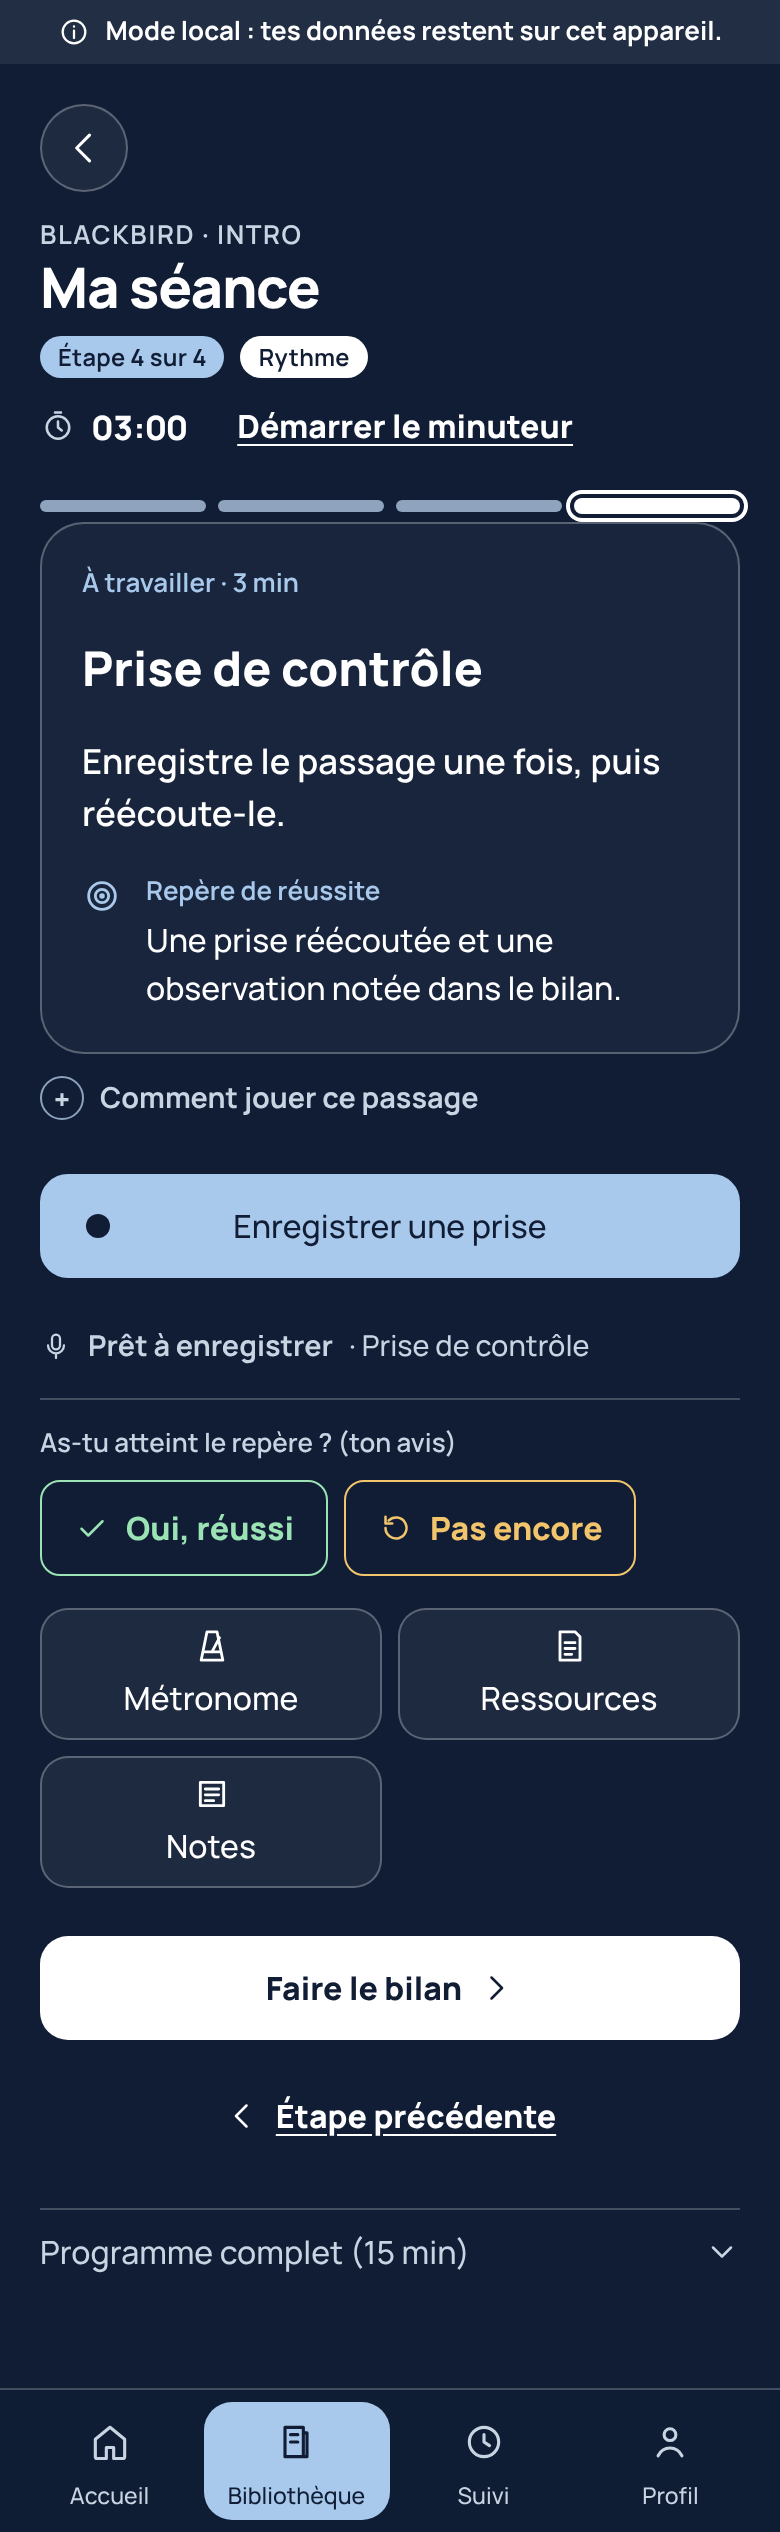 Mode local : tes données restent sur cet appareil.
BLACKBIRD · INTRO
Ma séance
Étape 4 sur 4
Rythme
03:00
Démarrer le minuteur
À travailler · 3 min
Prise de contrôle
Enregistre le passage une fois, puis
réécoute-le.
Repère de réussite
Une prise réécoutée et une
observation notée dans le bilan.
Comment jouer ce passage
Enregistrer une prise
Prêt à enregistrer · Prise de contrôle
As-tu atteint le repère ? (ton avis)
Oui, réussi
Pas encore
Métronome
Ressources
Notes
Faire le bilan
Étape précédente
Programme complet (15 min)
Accueil
Bibliothèque
Suivi
Profil